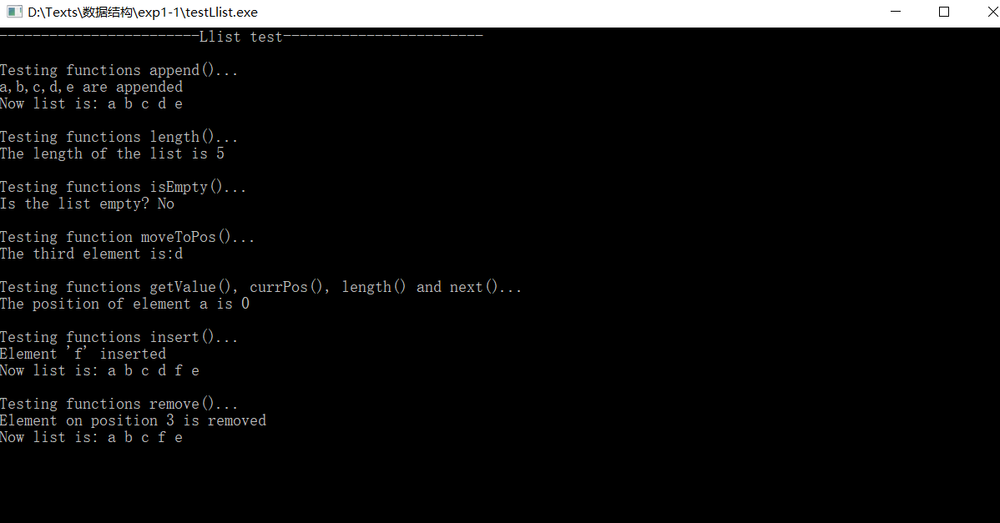 D:\Texts\数据结构\exp1-1\testLlist.exe
------------------------Llist test------------------------
Testing functions append()...
a,b,c,d,e are appended
Now list is: a b c d e
Testing functions length()...
The length of the list is 5
Testing functions isEmpty()...
Is the list empty? No
Testing function moveToPos()...
The third element is:d
Testing functions getValue(), currPos(), length() and next()...
The position of element a is 0
Testing functions insert()...
Element 'f' inserted
Now list is: a b c d f e
Testing functions remove()...
Element on position 3 is removed
Now list is: a b c f e